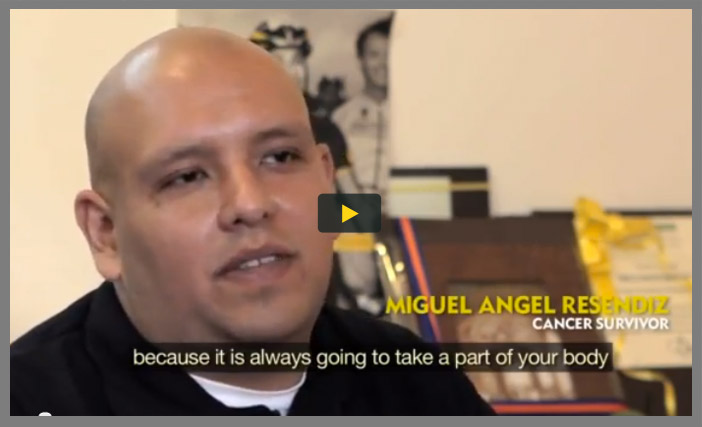 MIGUEL ANGEL RESENDIZ
CANCER SURVIVOR
because it is always going to take a part of your body